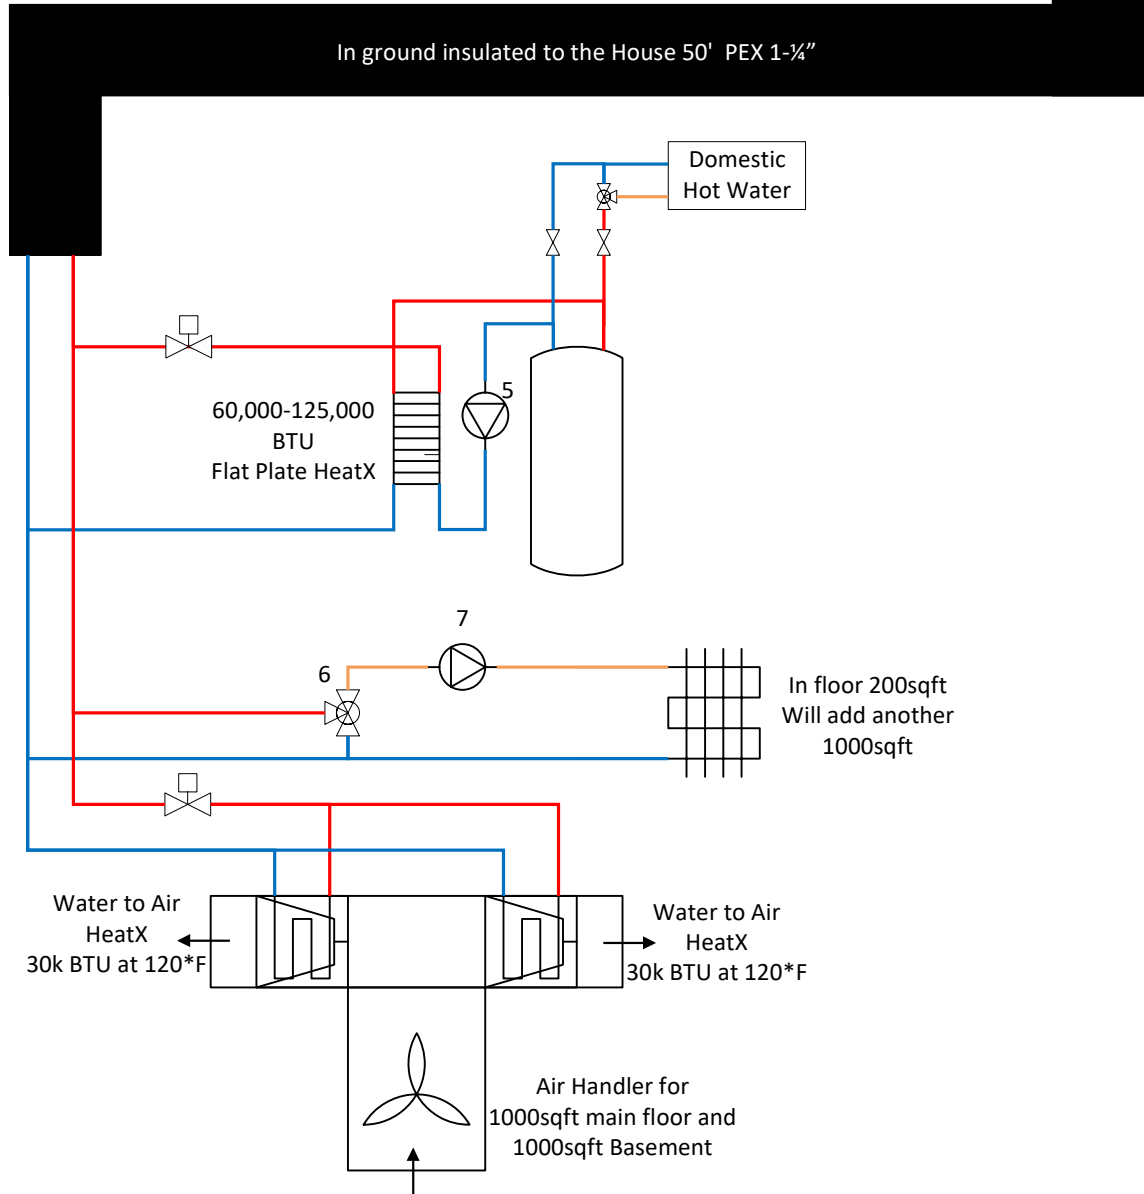 In ground insulated to the House 50'  PEX 1-¼”
Domestic
Hot Water
5
60,000-125,000
BTU
Flat Plate HeatX
7
6
In floor 200sqft
Will add another
1000sqft
Water to Air
HeatX
30k BTU at 120*F
Water to Air
HeatX
30k BTU at 120*F
Air Handler for
1000sqft main floor and
1000sqft Basement